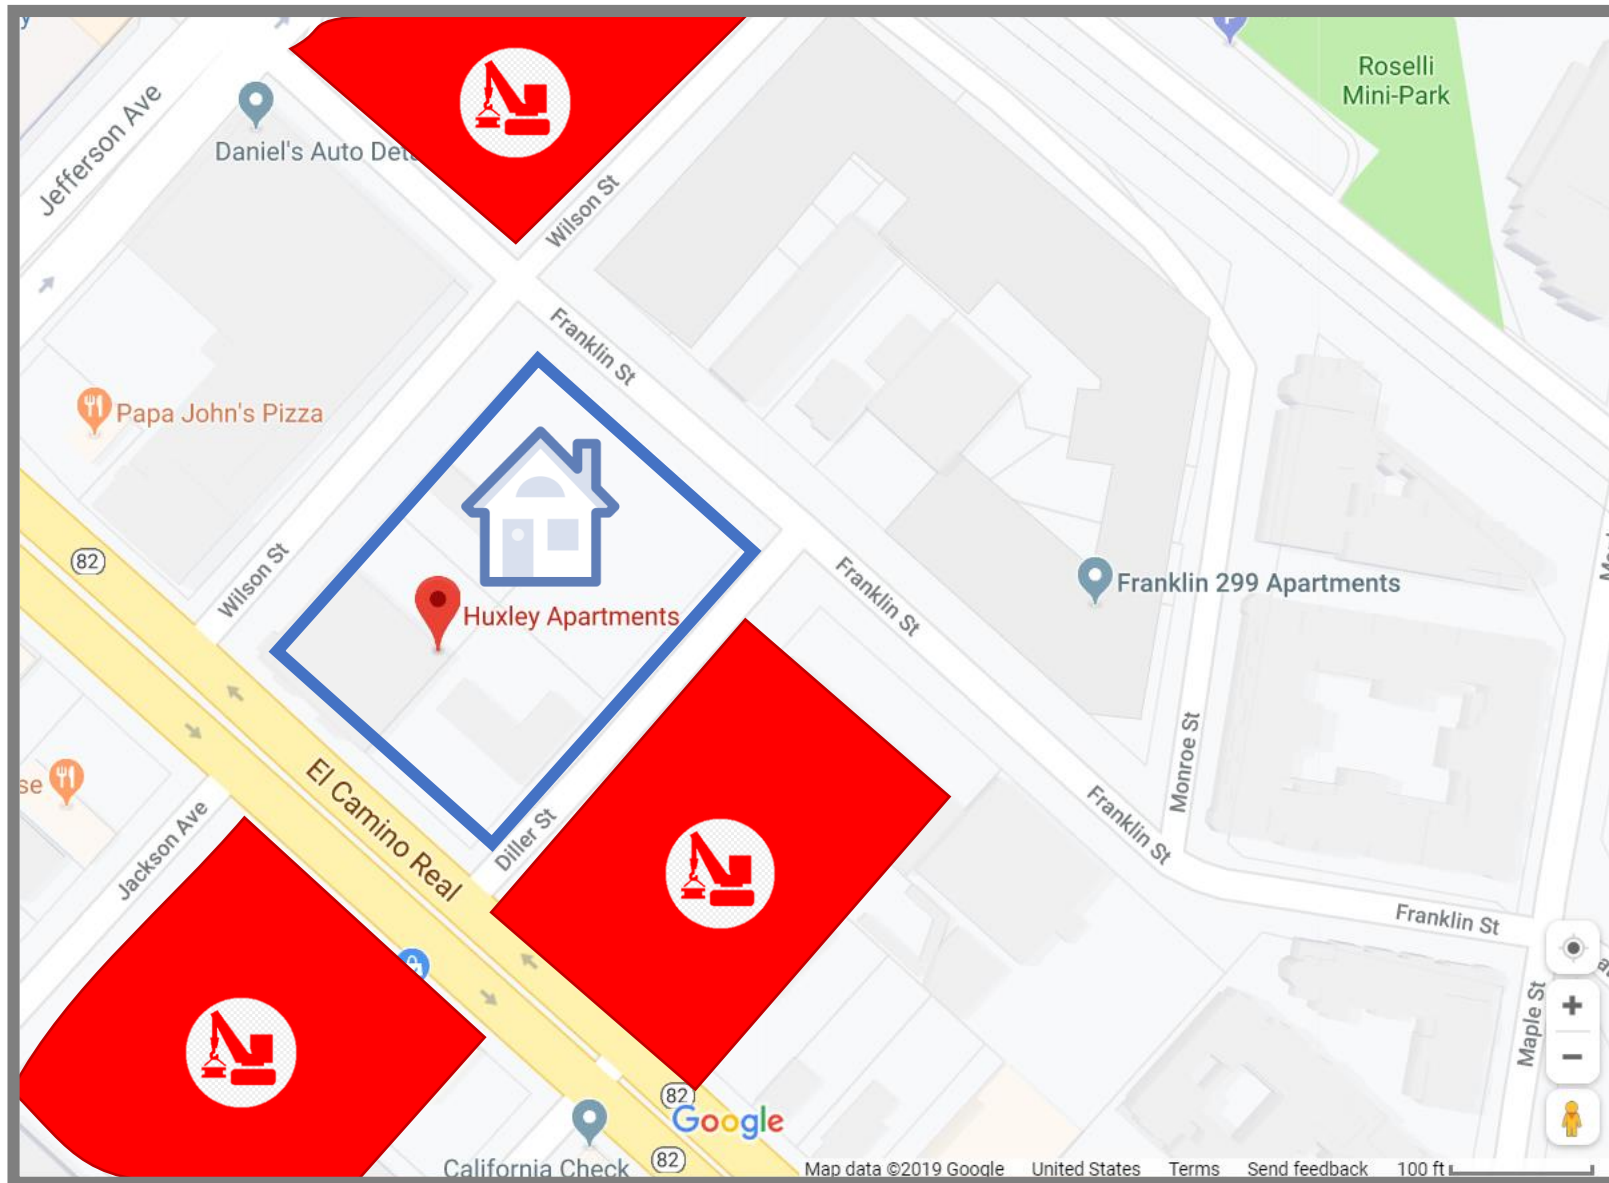 Roselli
Mini-Park
Jefferson Ave
Daniel's Auto
Wilson St
Franklin St
Papa John's Pizza
82
Wilson St
Huxley Apartments
Franklin St
Franklin 299 Apartments
Monroe St
El Camino Real
Diller St
Jackson Ave
Franklin St
Franklin St
Maple St
82
Google
82
California Check
Map data ©2019 Google United States Terms Send feedback 100 ft